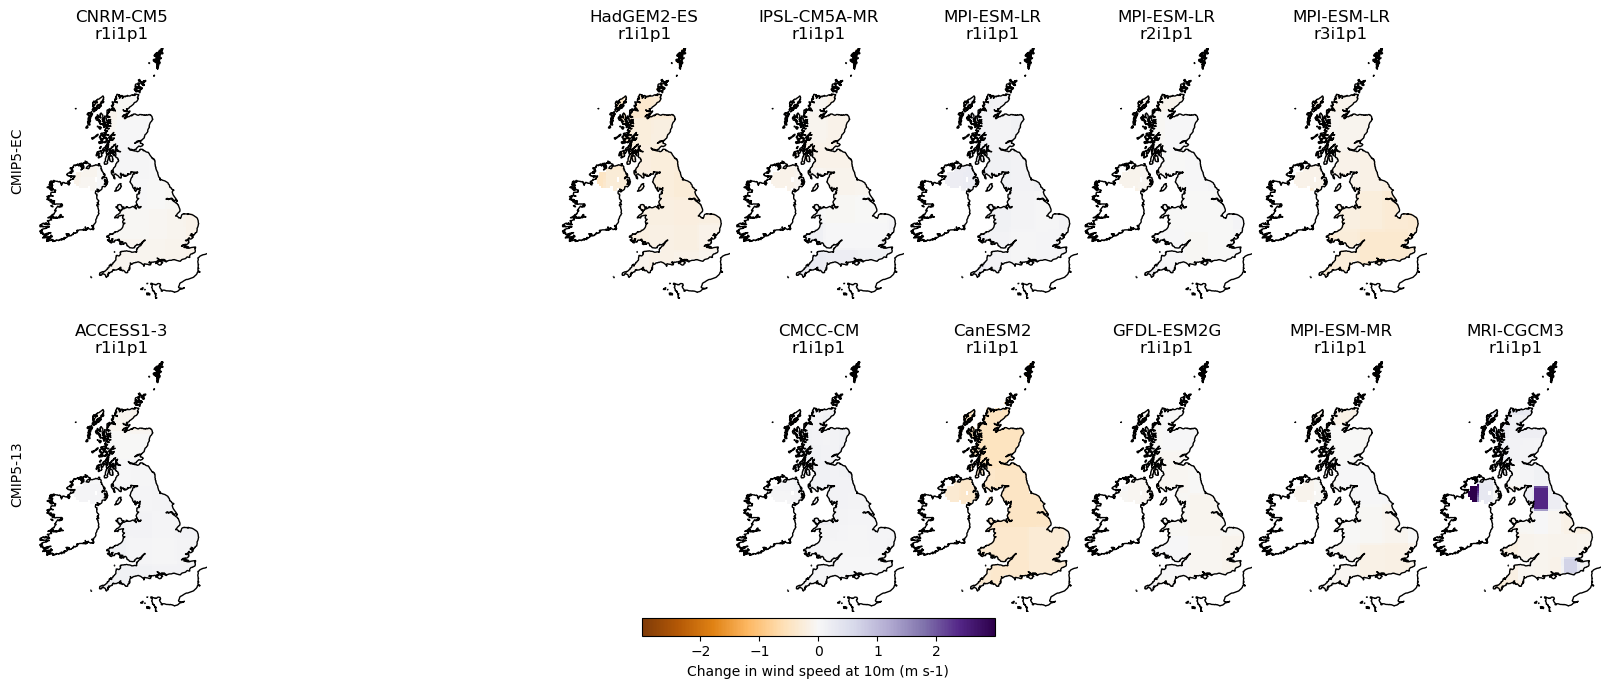 CNRM-CM5
r1i1p1
HadGEM2-ES
r1i1p1
IPSL-CM5A-MR
r1i1p1
MPI-ESM-LR
r1i1p1
MPI-ESM-LR
r2i1p1
MPI-ESM-LR
r3i1p1
CMIP5-EC
ACCESS1-3
r1i1p1
CMCC-CM
r1i1p1
CanESM2
r1i1p1
GFDL-ESM2G
r1i1p1
MPI-ESM-MR
r1i1p1
MRI-CGCM3
r1i1p1
CMIP5-13
−2 −1 0 1 2
Change in wind speed at 10m (m s-1)